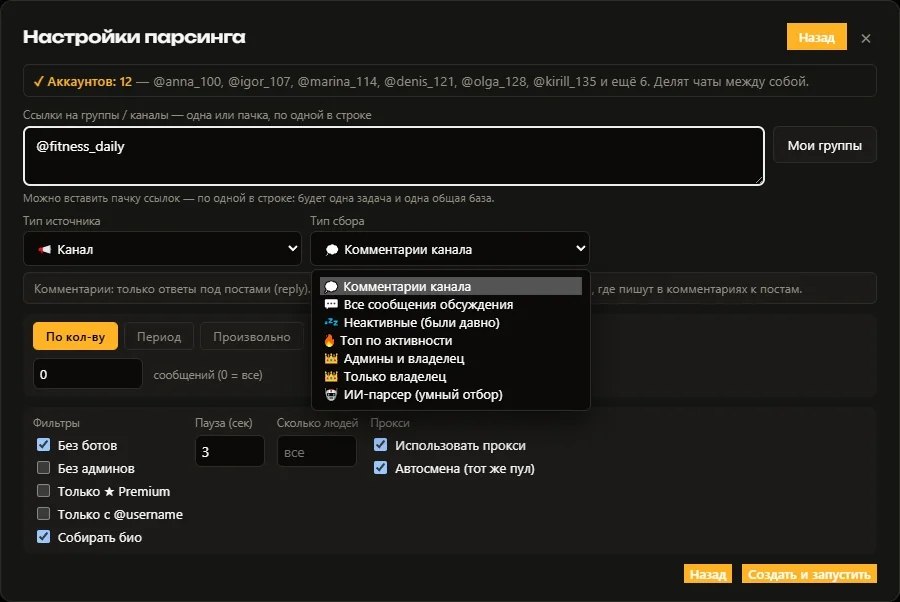 Настройки парсинга
Назад ×
✓ Аккаунтов: 12 — @anna_100, @igor_107, @marina_114, @denis_121, @olga_128, @kirill_135 и ещё 6. Делят чаты между собой.
Ссылки на группы / каналы — одна или пачка, по одной в строке
@fitness_daily
Мои группы
Можно вставить пачку ссылок — по одной в строке: будет одна задача и одна общая база.
Тип источника Тип сбора
Канал Комментарии канала
Комментарии: только ответы под постами (reply). , где пишут в комментариях к постам.
Комментарии канала
Все сообщения обсуждения
Неактивные (были давно)
Топ по активности
Админы и владелец
Только владелец
ИИ-парсер (умный отбор)
По кол-ву Период Произвольно
0 сообщений (0 = все)
Фильтры Пауза (сек) Сколько людей Прокси
Без ботов 3 все Использовать прокси
Без админов Автосмена (тот же пул)
Только ★ Premium
Только с @username
Собирать био
Назад Создать и запустить